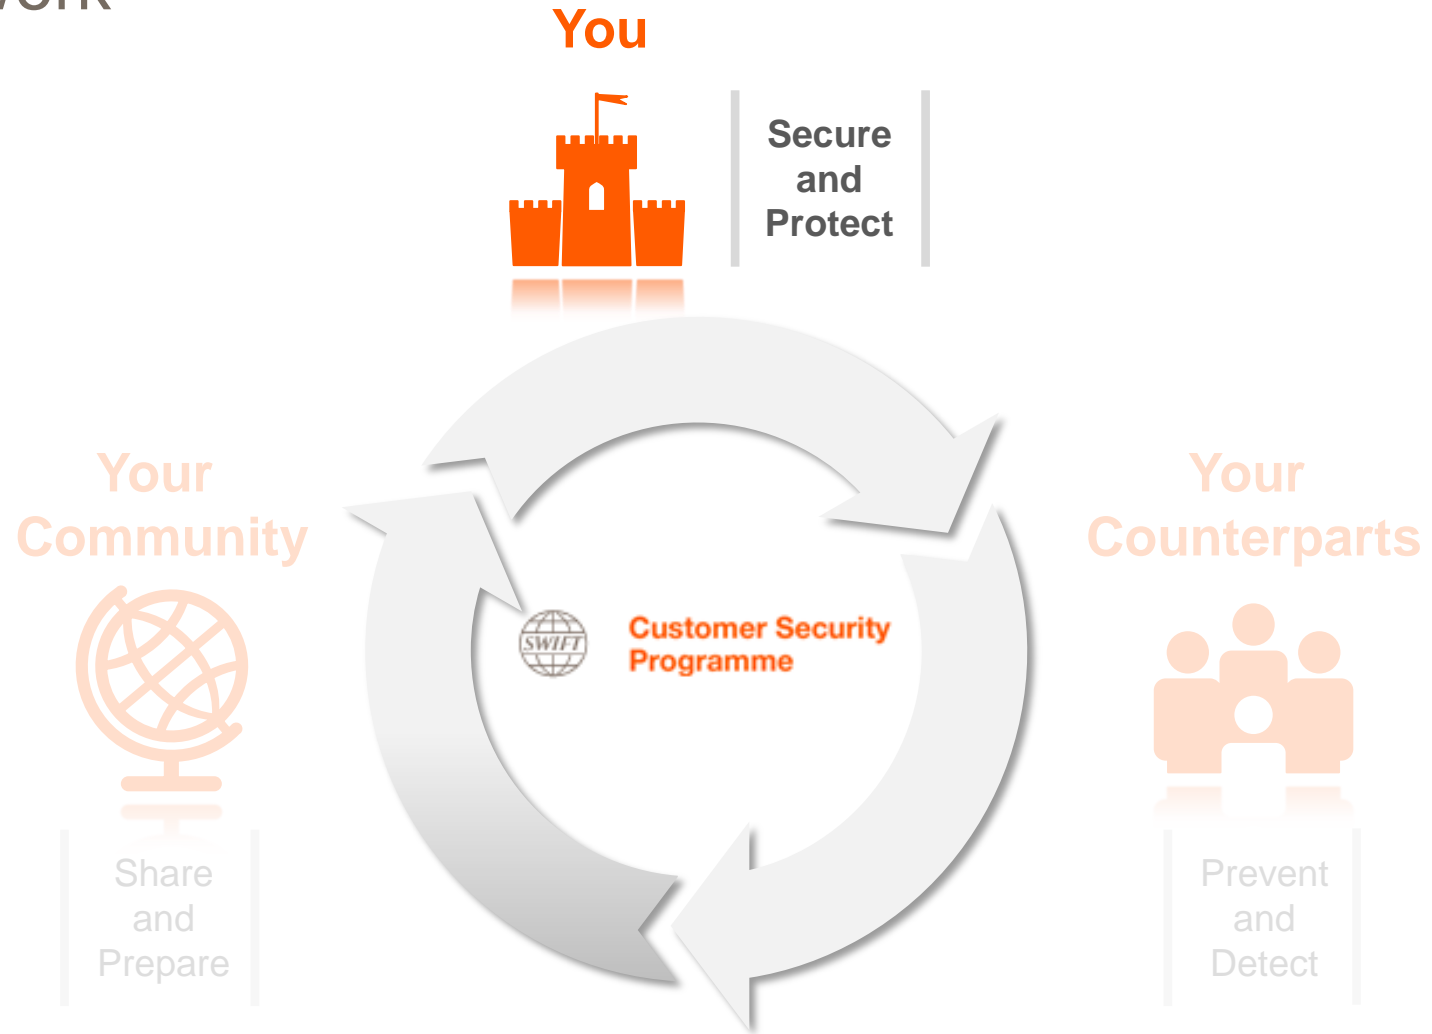 You
Secure
and
Protect
Your
Community
Your
Counterparts
SWIFT
Customer Security
Programme
Share
and
Prepare
Prevent
and
Detect